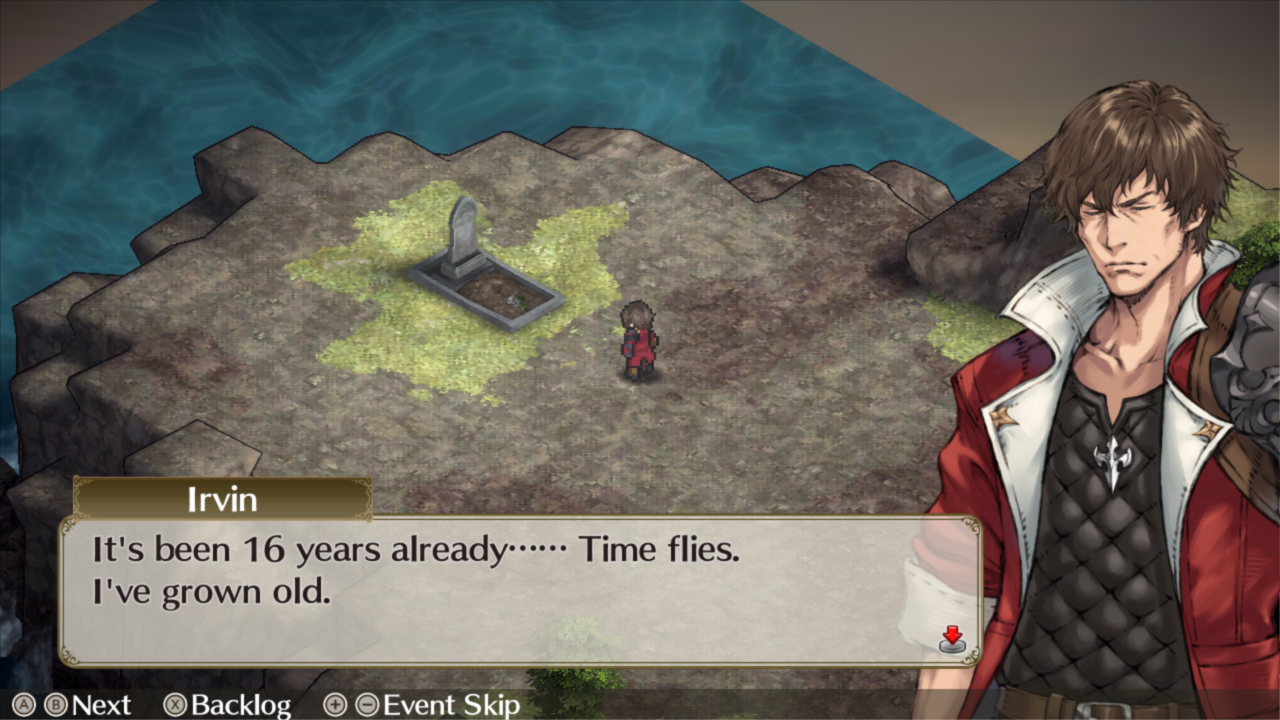 Irvin
It's been 16 years already…… Time flies.
I've grown old.
Ⓐ Ⓑ Next Ⓧ Backlog ⊕ ⊖ Event Skip